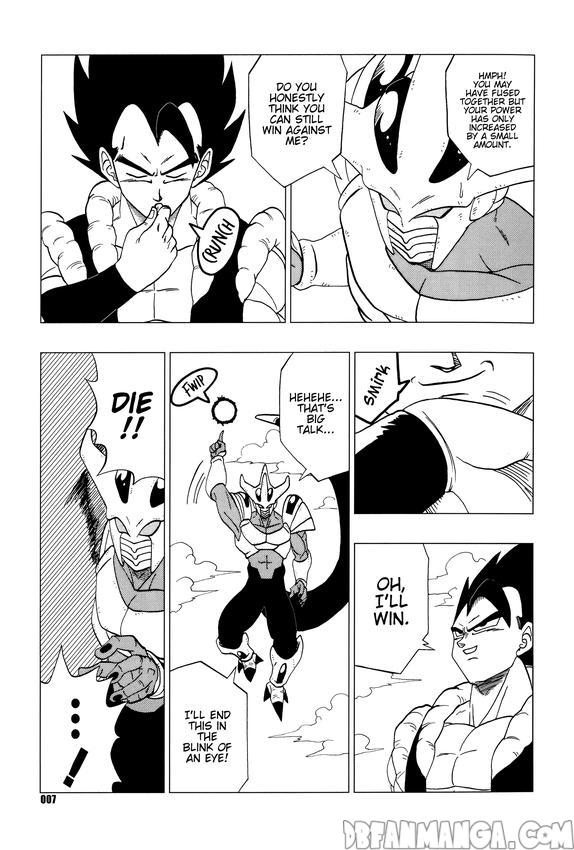 HMPH!
YOU MAY
HAVE FUSED
TOGETHER BUT
YOUR POWER
HAS ONLY
INCREASED
BY A SMALL
AMOUNT.
DO YOU
HONESTLY
THINK YOU
CAN STILL
WIN AGAINST
ME?
CRUNCH
SMIRK
OH,
I'LL
WIN.
HEHEHE...
THAT'S
BIG
TALK...
FWIP
I'LL END
THIS IN
THE
BLINK OF
AN EYE!
DIE
!!
...!
007
DBFANMANGA.COM